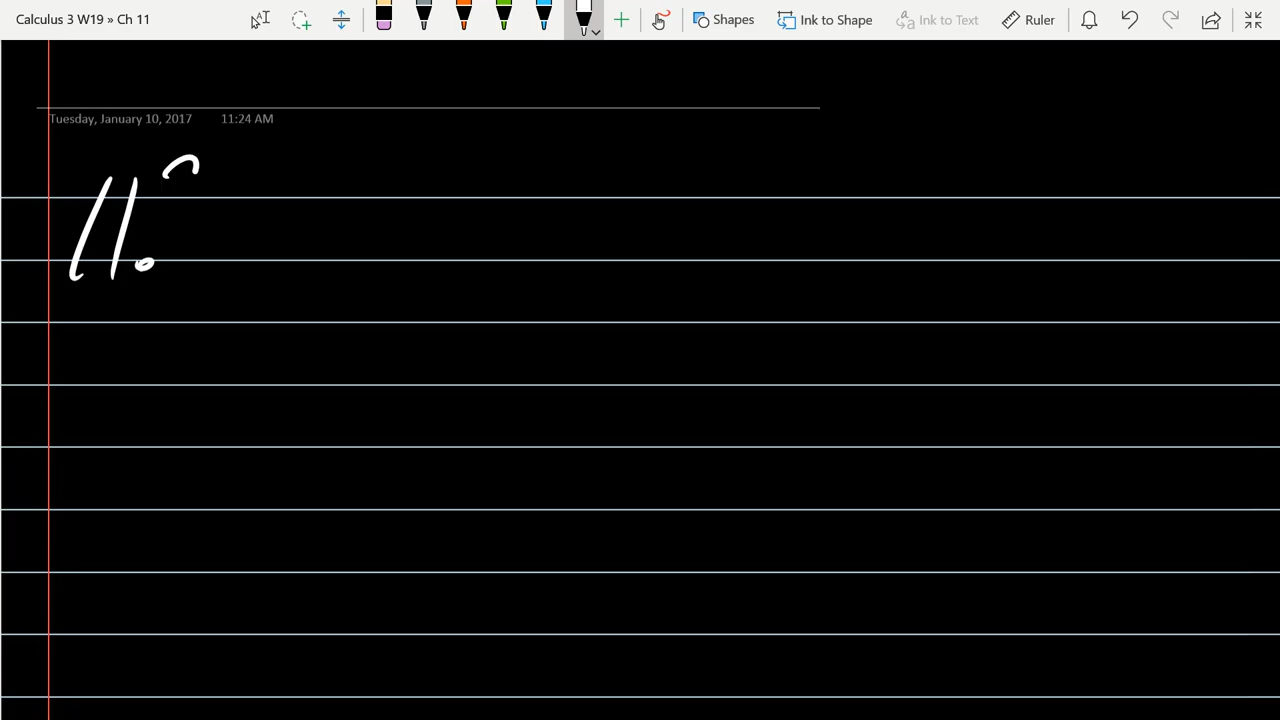 Calculus 3 W19 » Ch 11
Shapes
Ink to Shape
Ink to Text
Ruler
Tuesday, January 10, 2017 11:24 AM
11.